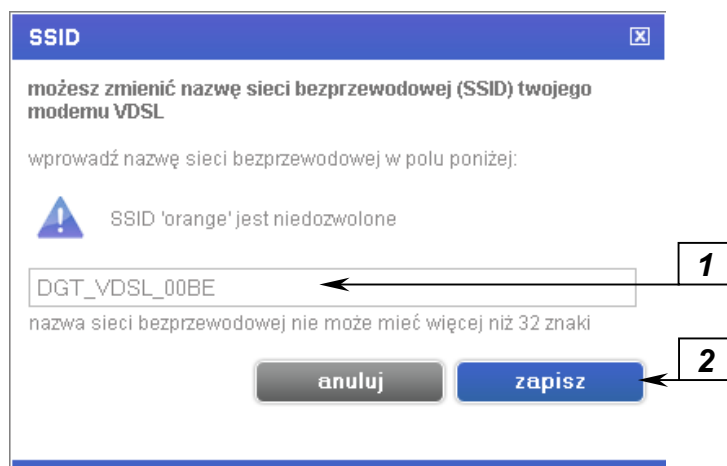 SSID
możesz zmienić nazwę sieci bezprzewodowej (SSID) twojego
modemu VDSL
wprowadź nazwę sieci bezprzewodowej w polu poniżej:
SSID 'orange' jest niedozwolone
1
DGT_VDSL_00BE
nazwa sieci bezprzewodowej nie może mieć więcej niż 32 znaki
2
anuluj zapisz